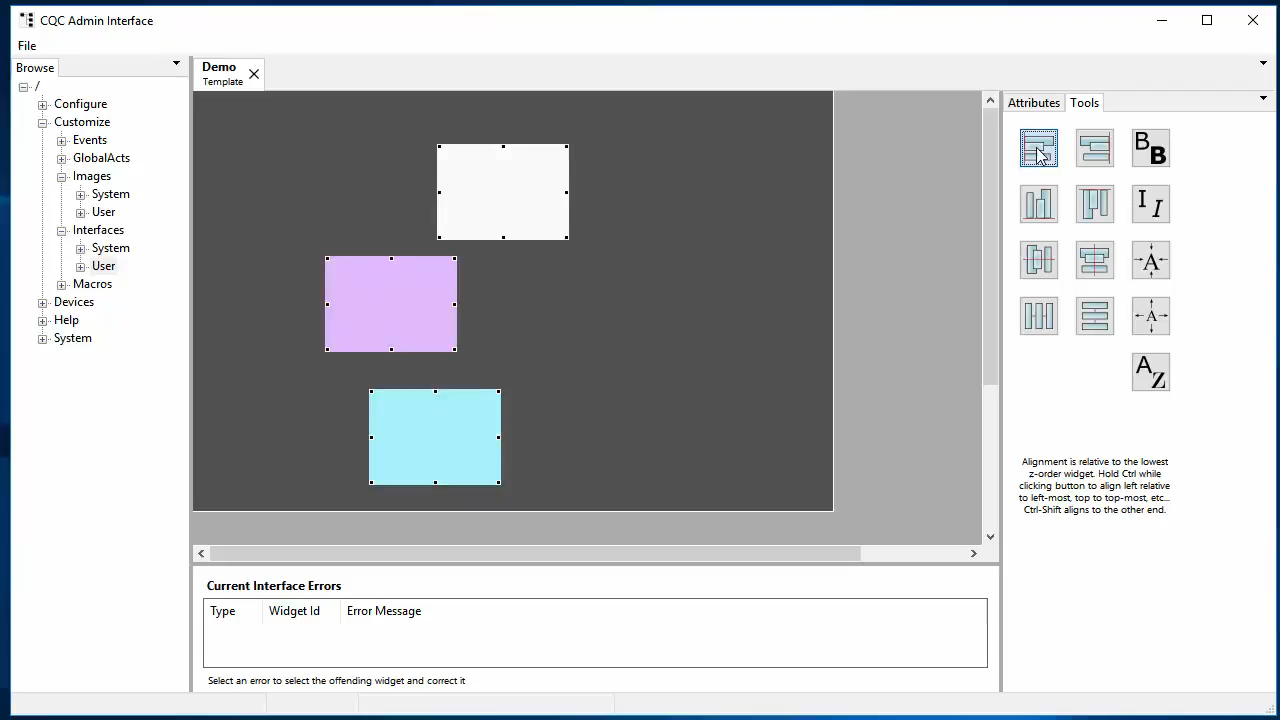 CQC Admin Interface
File
Browse
/
Configure
Customize
Events
GlobalActs
Images
System
User
Interfaces
System
User
Macros
Devices
Help
System
Demo
Template
Attributes
Tools
B B
I I
A
A
A Z
Alignment is relative to the lowest
z-order widget. Hold Ctrl while
clicking button to align left relative
to left-most, top to top-most, etc...
Ctrl-Shift aligns to the other end.
Current Interface Errors
Type Widget Id Error Message
Select an error to select the offending widget and correct it